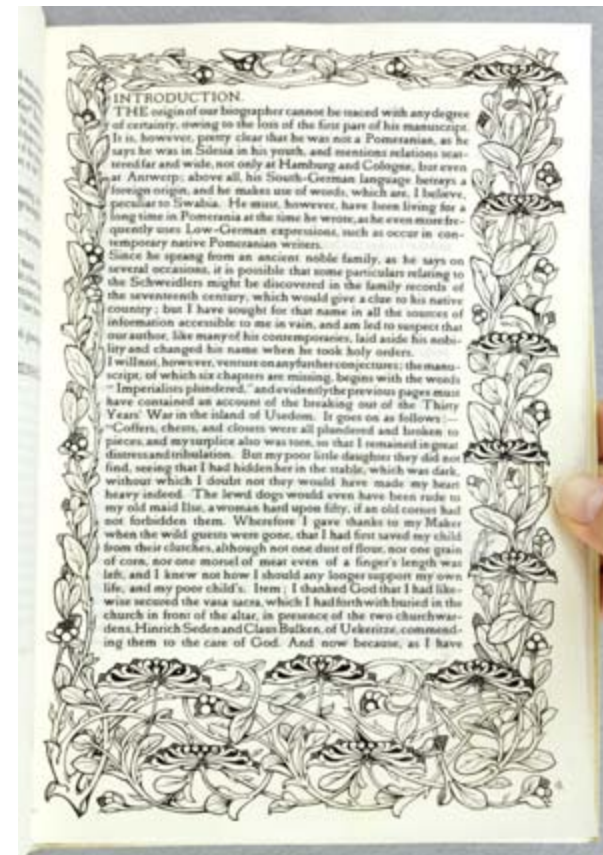 INTRODUCTION.
THE origin of our biographer cannot be traced with any degree
of certainty, owing to the loss of the first part of his manuscript.
It is, however, pretty clear that he was not a Pomeranian, as he
says he was in Silesia in his youth, and mentions relations scat-
tered far and wide, not only at Hamburg and Cologne, but even
at Antwerp; above all, his South-German language betrays a
foreign origin, and he makes use of words, which are, I believe,
peculiar to Swabia. He must, however, have been living for a
long time in Pomerania at the time he wrote, as he even more fre-
quently uses Low-German expressions, such as occur in con-
temporary native Pomeranian writers.
Since he sprang from an ancient noble family, as he says on
several occasions, it is possible that some particulars relating to
the Schweidlers might be discovered in the family records of
the seventeenth century, which would give a clue to his native
country; but I have sought for that name in all the sources of
information accessible to me in vain, and am led to suspect that
our author, like many of his contemporaries, laid aside his nobi-
lity and changed his name when he took holy orders.
I will not, however, venture on any further conjectures; the manu-
script, of which six chapters are missing, begins with the words
"Imperialists plundered," and evidently the previous pages must
have contained an account of the breaking out of the Thirty
Years' War in the island of Usedom. It goes on as follows:—
"Coffers, chests, and closets were all plundered and broken to
pieces, and my surplice also was torn, so that I remained in great
distress and tribulation. But my poor little daughter they did not
find, seeing that I had hidden her in the stable, which was dark,
without which I doubt not they would have made my heart
heavy indeed. The lewd dogs would even have been rude to
my old maid Ilse, a woman hard upon fifty, if an old cornet had
not forbidden them. Wherefore I gave thanks to my Maker
when the wild guests were gone, that I had first saved my child
from their clutches, although not one dust of flour, nor one grain
of corn, nor one morsel of meat even of a finger's length was
left, and I knew not how I should any longer support my own
life, and my poor child's. Item; I thanked God that I had like-
wise secured the vasa sacra, which I had forthwith buried in the
church in front of the altar, in presence of the two churchwar-
dens, Hinrich Seden and Claus Bulken, of Uekeritze, commend-
ing them to the care of God. And now because, as I have